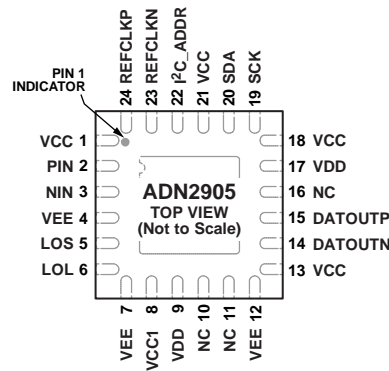 24 REFCLKP
23 REFCLKN
22 I²C_ADDR
21 VCC
20 SDA
19 SCK
PIN 1
INDICATOR
VCC 1
PIN 2
NIN 3
VEE 4
LOS 5
LOL 6
ADN2905
TOP VIEW
(Not to Scale)
18 VCC
17 VDD
16 NC
15 DATOUTP
14 DATOUTN
13 VCC
VEE 7
VCC1 8
VDD 9
NC 10
NC 11
VEE 12